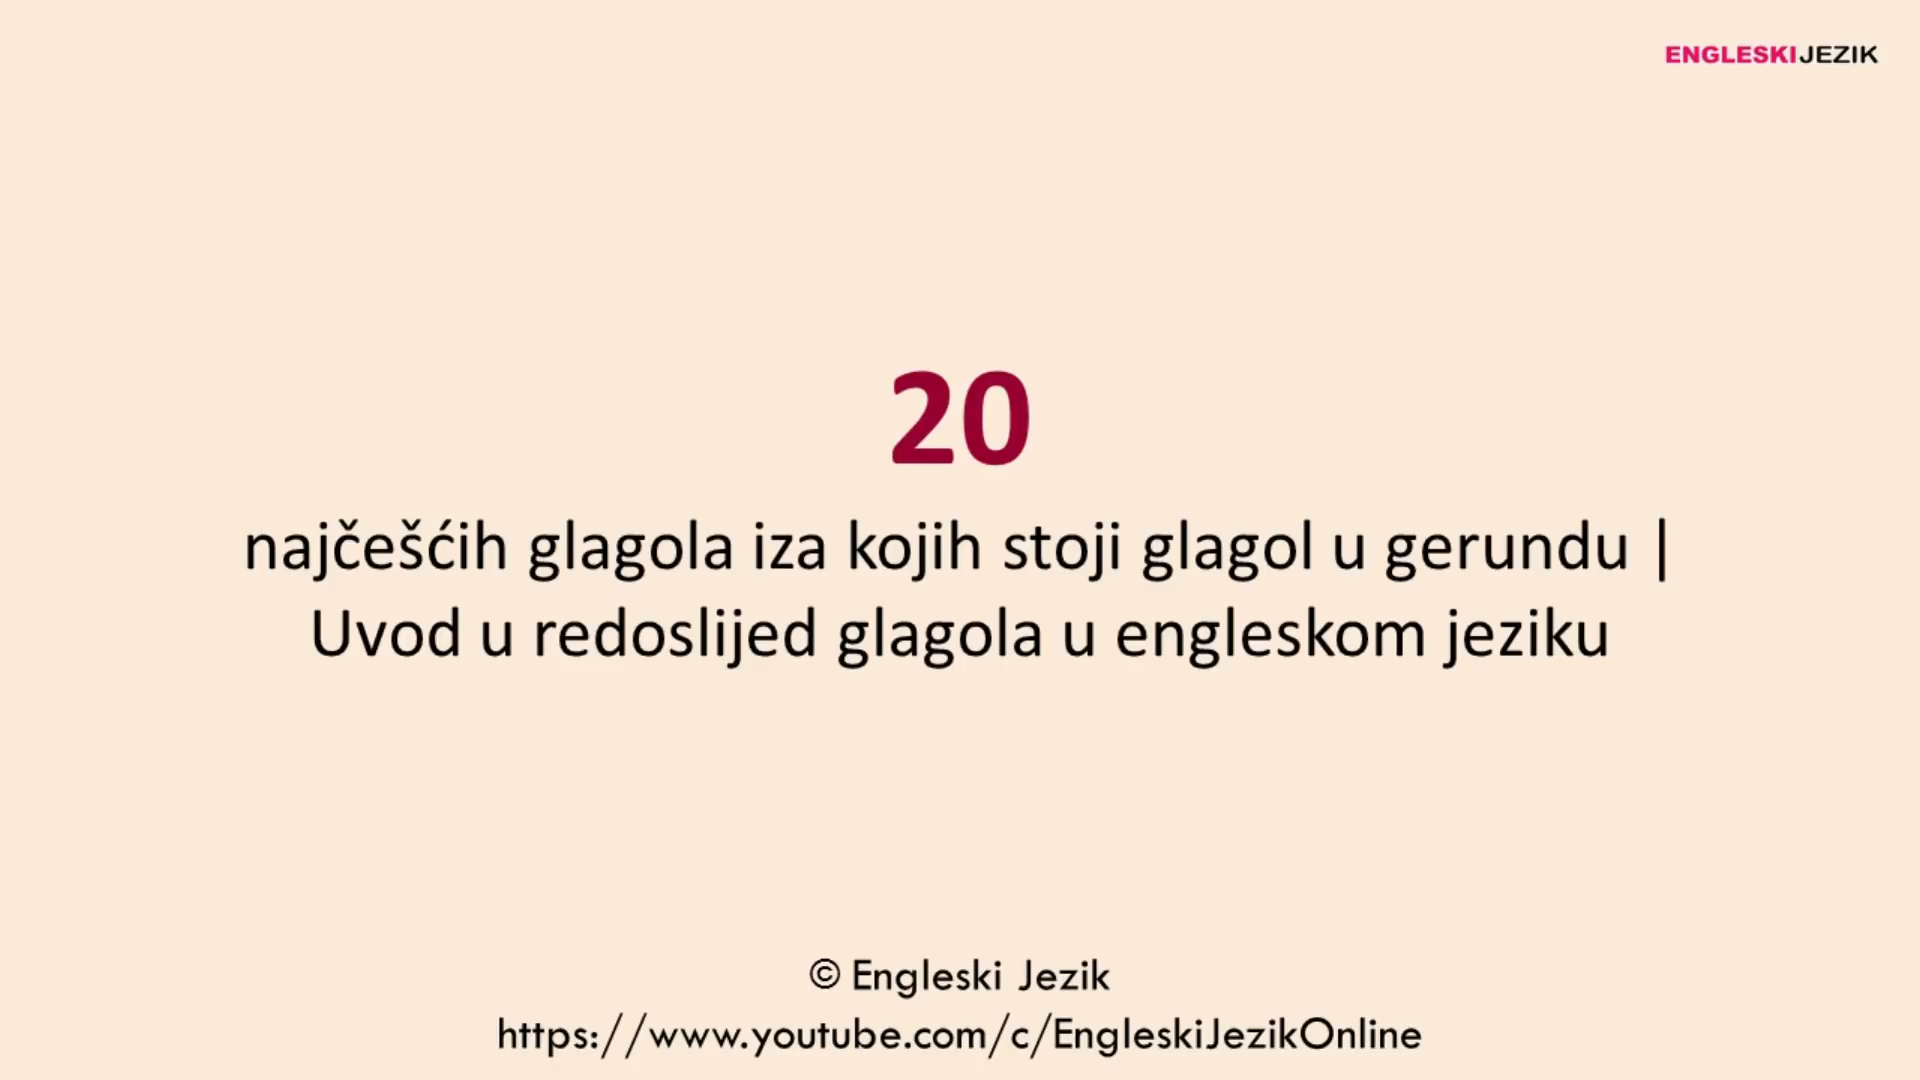 ENGLESKIJEZIK
20
najčešćih glagola iza kojih stoji glagol u gerundu |
Uvod u redoslijed glagola u engleskom jeziku
© Engleski Jezik
https://www.youtube.com/c/EngleskiJezikOnline